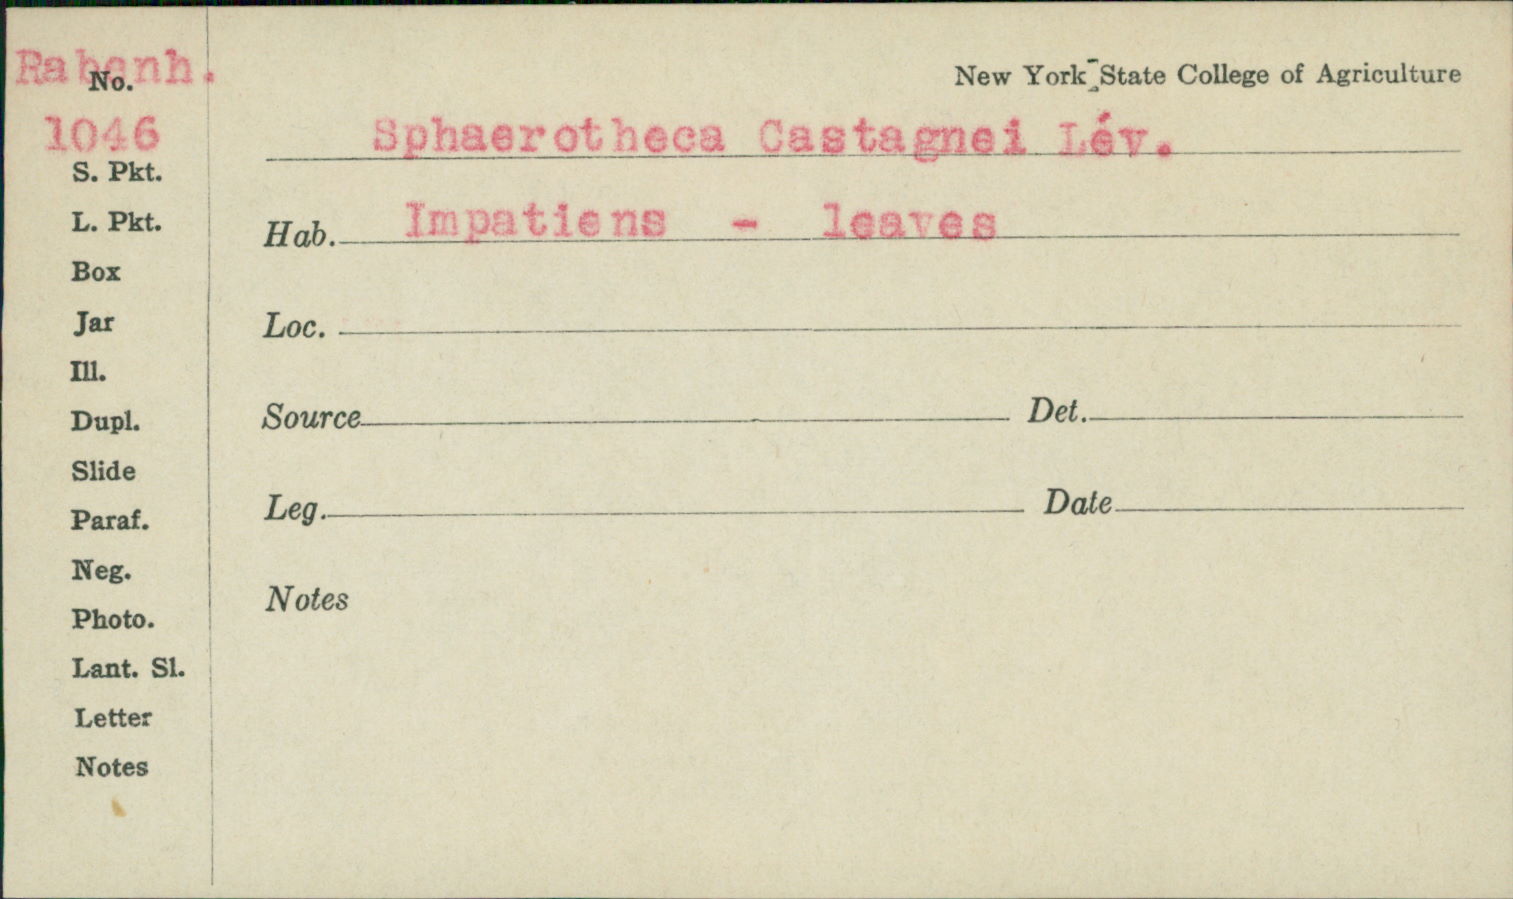 Rabenh.
No.
1046
S. Pkt.
L. Pkt.
Box
Jar
Ill.
Dupl.
Slide
Paraf.
Neg.
Photo.
Lant. Sl.
Letter
Notes
New York State College of Agriculture
Sphaerotheca Castagnei Lév.
Hab. Impatiens - leaves
Loc.
Source Det.
Leg. Date
Notes